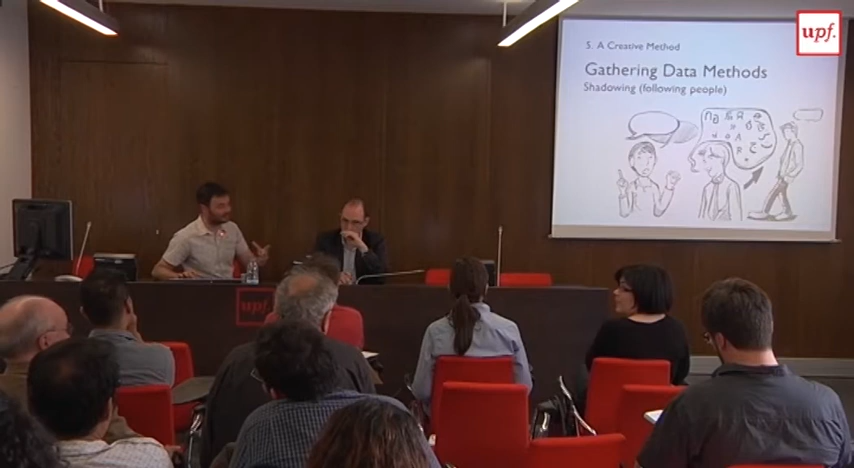 upf.
5. A Creative Method
Gathering Data Methods
Shadowing (following people)
upf.